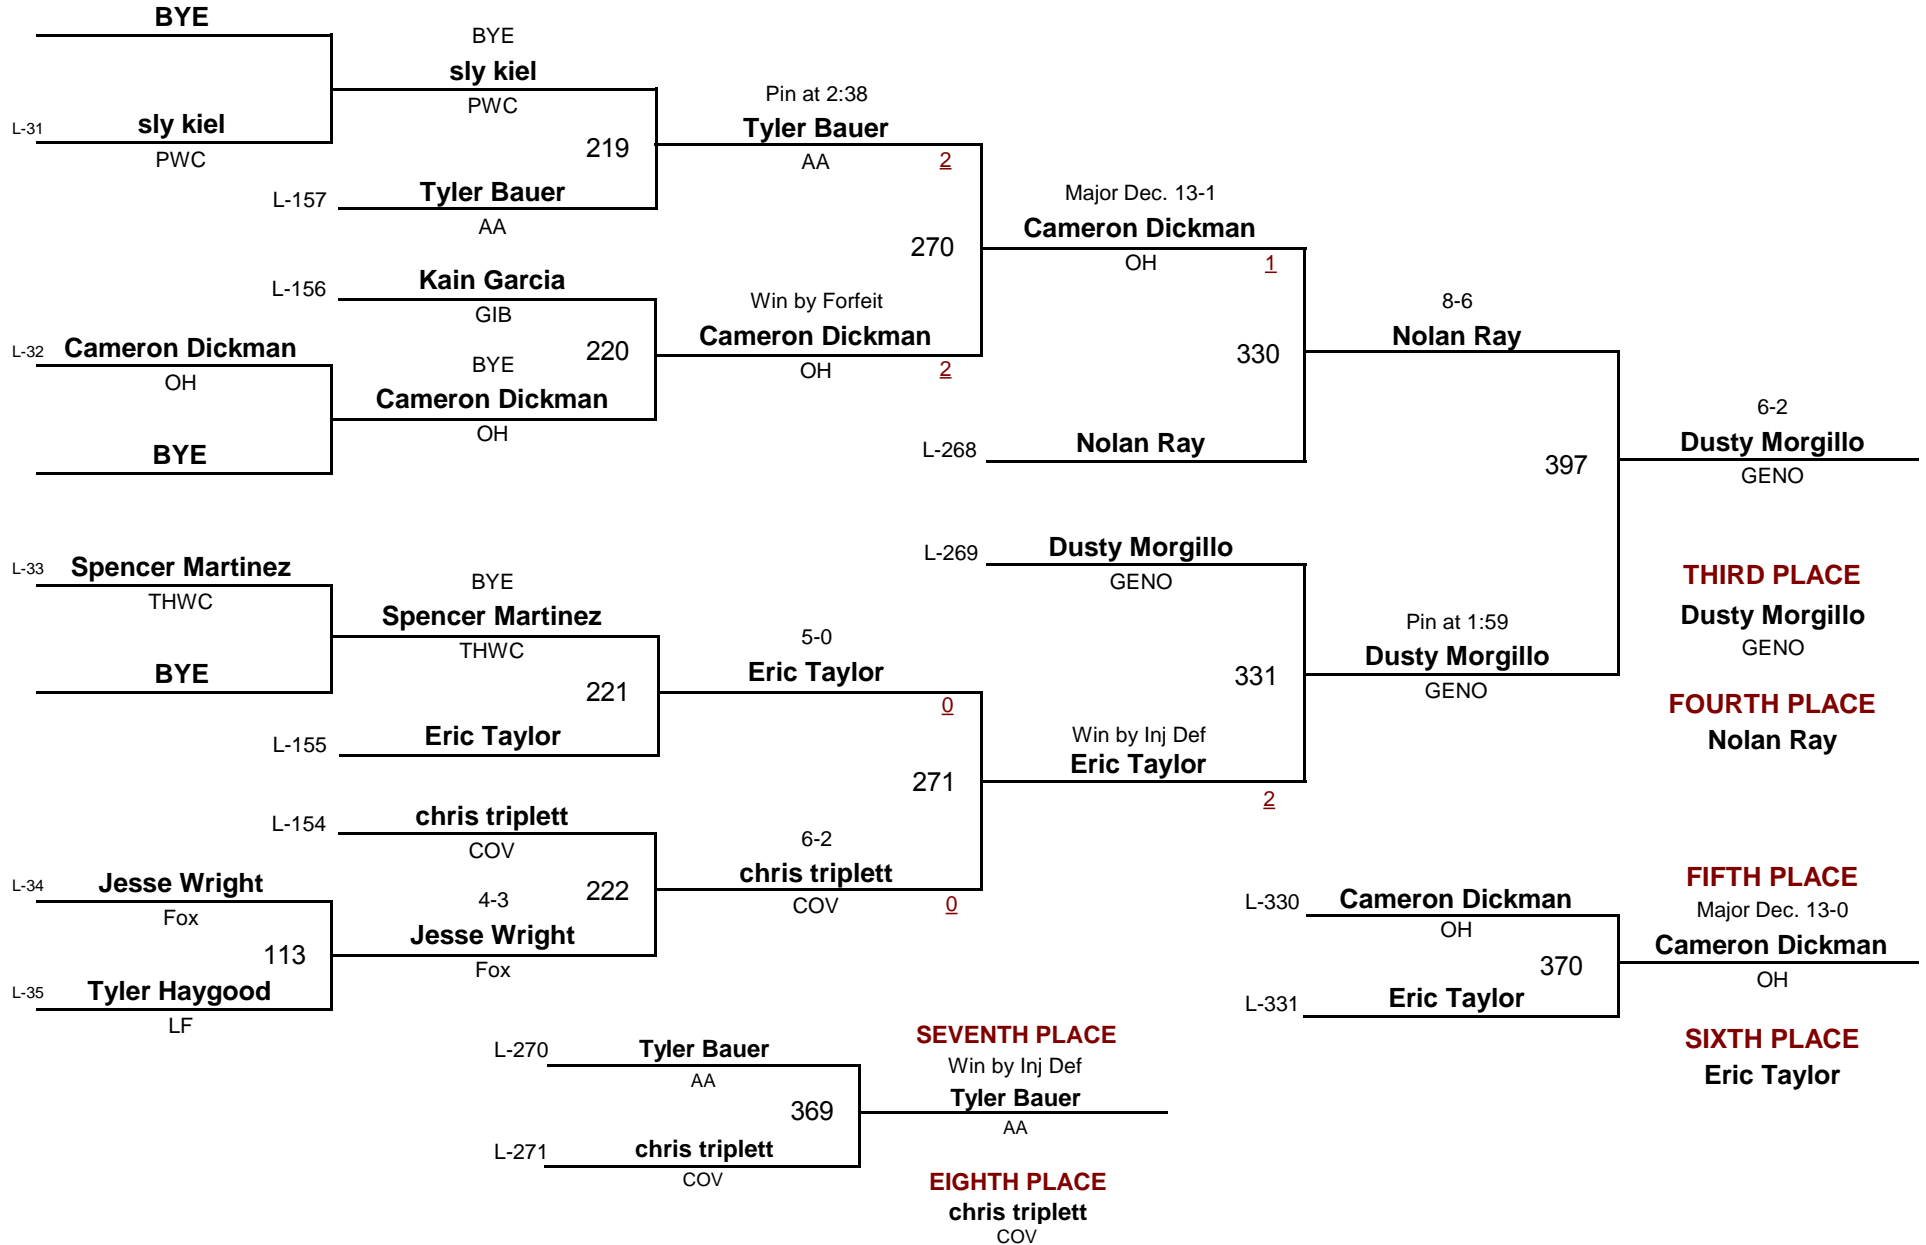 BYE
BYE
sly kiel
PWC
L-31
sly kiel
PWC
219
Pin at 2:38
Tyler Bauer
AA
2
L-157
Tyler Bauer
AA
Major Dec. 13-1
Cameron Dickman
OH
1
270
L-156
Kain Garcia
GIB
Win by Forfeit
Cameron Dickman
OH
2
8-6
Nolan Ray
L-32
Cameron Dickman
OH
220
BYE
Cameron Dickman
OH
330
BYE
L-268
Nolan Ray
397
6-2
Dusty Morgillo
GENO
L-33
Spencer Martinez
THWC
BYE
Spencer Martinez
THWC
L-269
Dusty Morgillo
GENO
THIRD PLACE
Dusty Morgillo
GENO
BYE
221
5-0
Eric Taylor
0
331
Pin at 1:59
Dusty Morgillo
GENO
FOURTH PLACE
Nolan Ray
L-155
Eric Taylor
271
Win by Inj Def
Eric Taylor
2
L-154
chris triplett
COV
6-2
chris triplett
COV
0
L-34
Jesse Wright
Fox
4-3
Jesse Wright
Fox
222
113
L-35
Tyler Haygood
LF
L-330
Cameron Dickman
OH
370
L-331
Eric Taylor
FIFTH PLACE
Major Dec. 13-0
Cameron Dickman
OH
SIXTH PLACE
Eric Taylor
L-270
Tyler Bauer
AA
369
L-271
chris triplett
COV
SEVENTH PLACE
Win by Inj Def
Tyler Bauer
AA
EIGHTH PLACE
chris triplett
COV